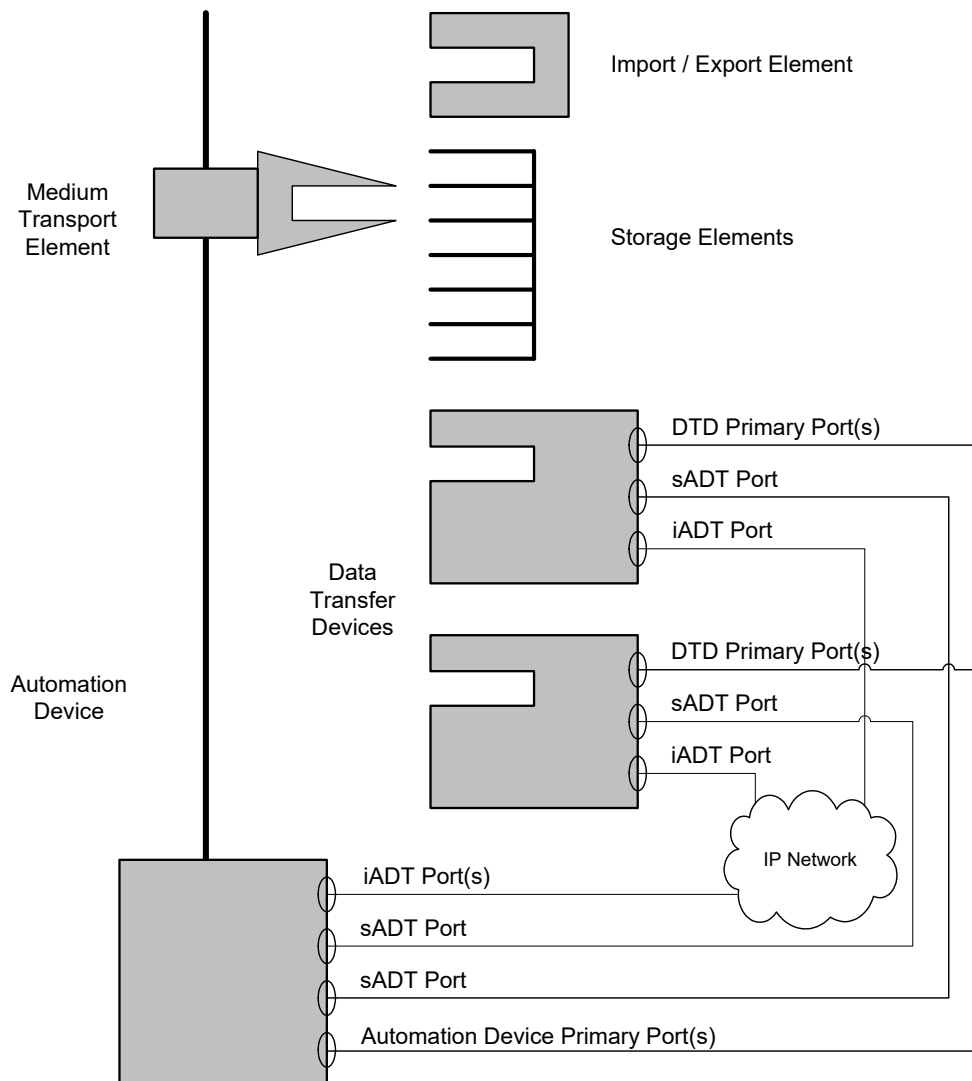 Import / Export Element
Medium
Transport
Element
Storage Elements
DTD Primary Port(s)
sADT Port
iADT Port
Data
Transfer
Devices
DTD Primary Port(s)
Automation
Device
sADT Port
iADT Port
IP Network
iADT Port(s)
sADT Port
sADT Port
Automation Device Primary Port(s)